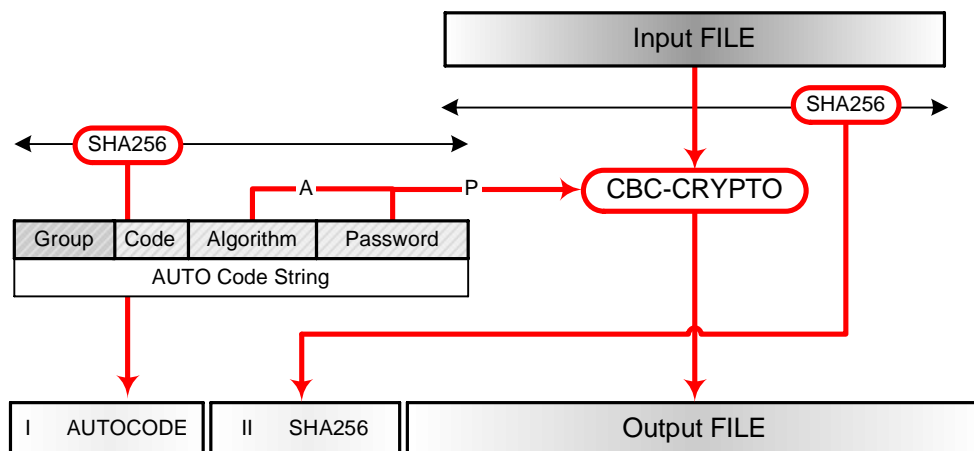 Input FILE
SHA256
SHA256
A P CBC-CRYPTO
Group Code Algorithm Password
AUTO Code String
I AUTOCODE II SHA256 Output FILE